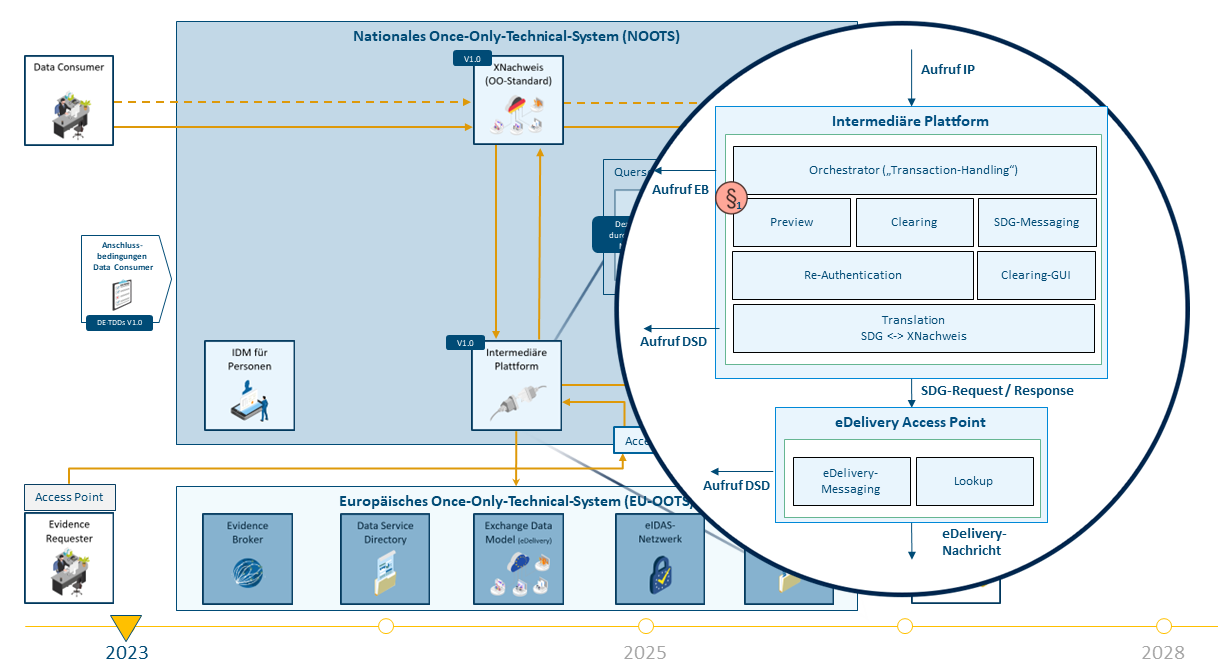 Nationales Once-Only-Technical-System (NOOTS)
Data Consumer
V1.0
XNachweis
(OO-Standard)
Anschluss-
bedingungen
Data Consumer
DE-TDDs V1.0
V1.0
Intermediäre
Plattform
IDM für
Personen
Access Point
Evidence
Requester
Europäisches Once-Only-Technical-System (EU-OOTS)
Evidence
Broker
Data Service
Directory
Exchange Data
Model (eDelivery)
eIDAS-
Netzwerk
Aufruf IP
Intermediäre Plattform
Orchestrator („Transaction-Handling“)
Aufruf EB
§1
Preview
Clearing
SDG-Messaging
Re-Authentication
Clearing-GUI
Translation
SDG <-> XNachweis
Aufruf DSD
SDG-Request / Response
eDelivery Access Point
eDelivery-
Messaging
Lookup
Aufruf DSD
eDelivery-
Nachricht
2023
2025
2028